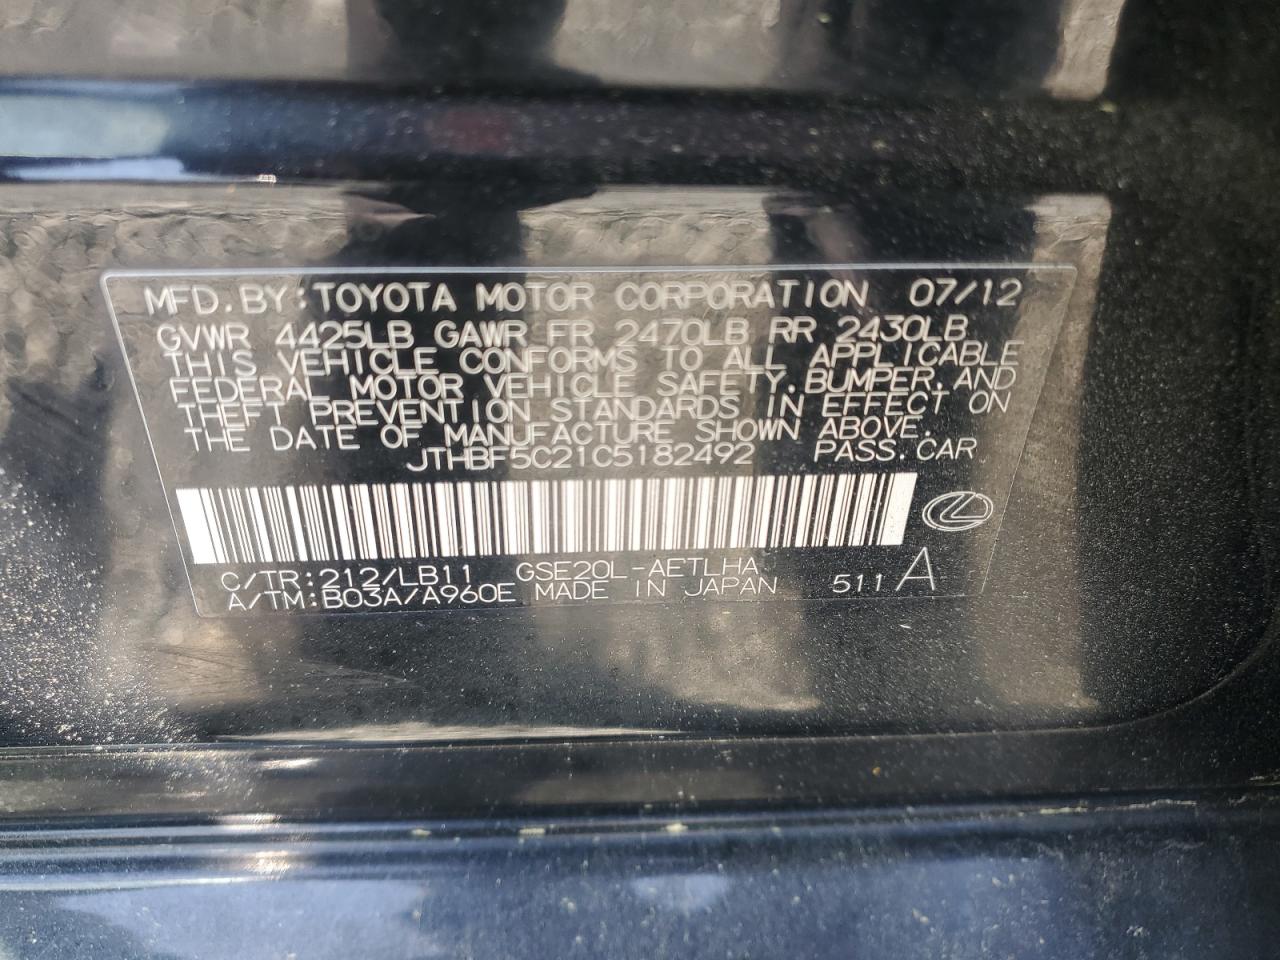 MFD.BY:TOYOTA MOTOR CORPORATION 07/12
GVWR 4425LB GAWR FR 2470LB RR 2430LB
THIS VEHICLE CONFORMS TO ALL APPLICABLE
FEDERAL MOTOR VEHICLE SAFETY,BUMPER,AND
THEFT PREVENTION STANDARDS IN EFFECT ON
THE DATE OF MANUFACTURE SHOWN ABOVE.
JTHBF5C21C5182492 PASS.CAR
C/TR:212/LB11 GSE20L-AETLHA
A/TM:B03A/A960E MADE IN JAPAN 511 A